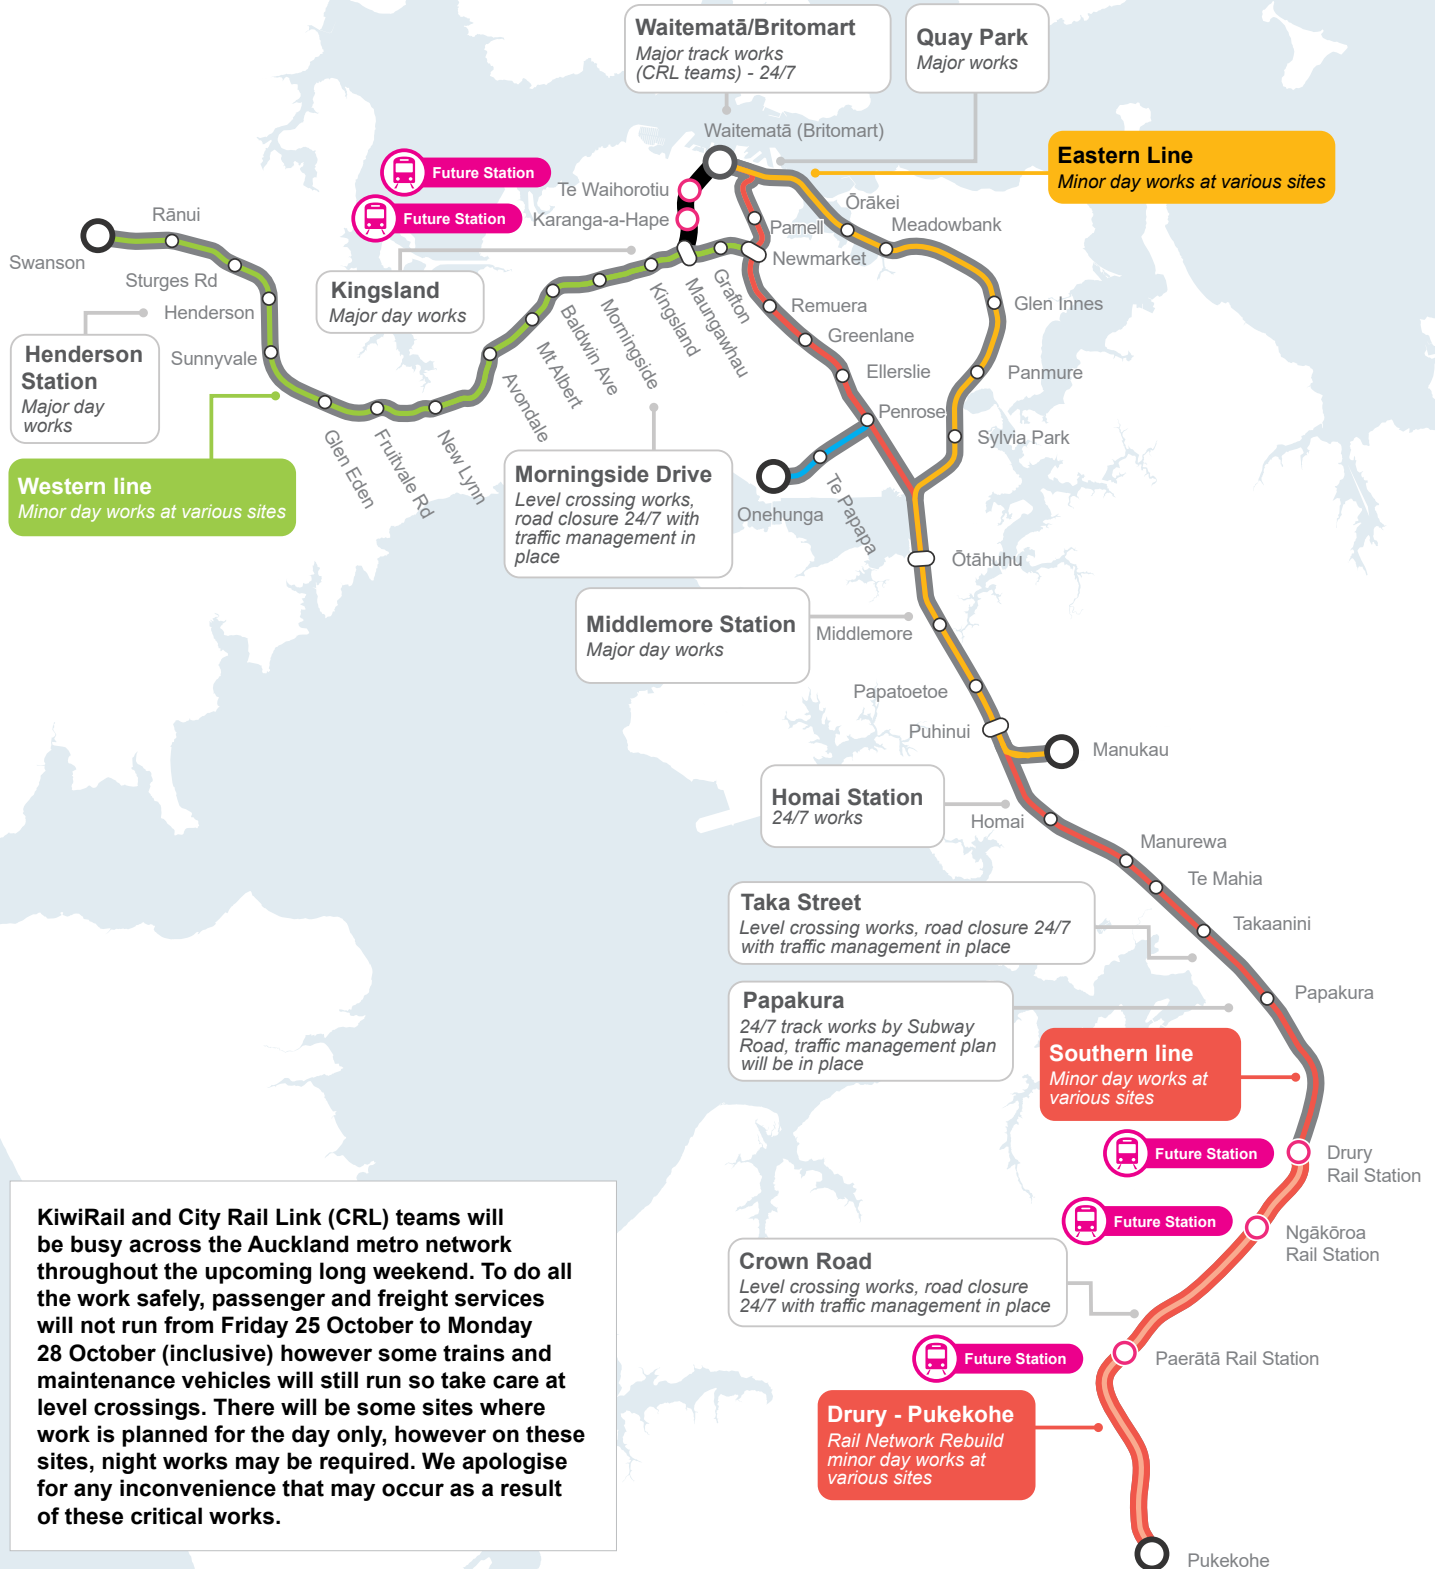 Waitematā/Britomart
Major track works
(CRL teams) - 24/7
Quay Park
Major works
Waitematā (Britomart)
Eastern Line
Minor day works at various sites
Future Station
Te Waihorotiu
Future Station
Karanga-a-Hape
Swanson
Rānui
Sturges Rd
Henderson
Sunnyvale
Henderson
Station
Major day
works
Kingsland
Major day works
Western line
Minor day works at various sites
Glen Eden
Fruitvale Rd
New Lynn
Avondale
Mt Albert
Baldwin Ave
Morningside
Kingsland
Maungawhau
Grafton
Parnell
Newmarket
Ōrākei
Meadowbank
Glen Innes
Panmure
Sylvia Park
Remuera
Greenlane
Ellerslie
Penrose
Te Papapa
Onehunga
Morningside Drive
Level crossing works,
road closure 24/7 with
traffic management in
place
Ōtāhuhu
Middlemore Station
Major day works
Middlemore
Papatoetoe
Puhinui
Manukau
Homai Station
24/7 works
Homai
Manurewa
Te Mahia
Takaanini
Taka Street
Level crossing works, road closure 24/7
with traffic management in place
Papakura
Papakura
24/7 track works by Subway
Road, traffic management plan
will be in place
Southern line
Minor day works at
various sites
Future Station
Drury
Rail Station
Future Station
Ngākōroa
Rail Station
Crown Road
Level crossing works, road closure
24/7 with traffic management in place
Future Station
Paerātā Rail Station
Drury - Pukekohe
Rail Network Rebuild
minor day works at
various sites
Pukekohe
KiwiRail and City Rail Link (CRL) teams will
be busy across the Auckland metro network
throughout the upcoming long weekend. To do all
the work safely, passenger and freight services
will not run from Friday 25 October to Monday
28 October (inclusive) however some trains and
maintenance vehicles will still run so take care at
level crossings. There will be some sites where
work is planned for the day only, however on these
sites, night works may be required. We apologise
for any inconvenience that may occur as a result
of these critical works.